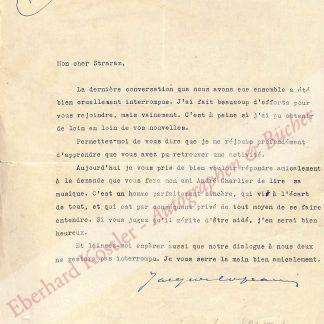 Mon cher Straram,
La dernière conversation que nous avons eue ensemble a été
bien cruellement interrompue. J'ai fait beaucoup d'efforts pour
vous rejoindre, mais vainement. C'est à peine si j'ai pu obtenir
de loin en loin de vos nouvelles.
Permettez-moi de vous dire que je me réjouis profondément
d'apprendre que vous avez pu retrouver une activité.
Aujourd'hui je vous prie de bien vouloir répondre amicalement
à la demande que vous fera mon ami André Charlier de lire sa
musique. C'est un homme parfaitement sincère, qui vit à l'écart
de tout, et qui est par conséquent privé de tout moyen de se faire
entendre. Si vous jugez qu'il mérite d'être aidé, j'en serai bien
heureux.
Et laissez-moi espérer aussi que notre dialogue à nous deux
ne restera pas interrompu. Je vous serre la main bien amicalement.
Jacques Copeau
Eberhard Köstler - Autographen & Bücher